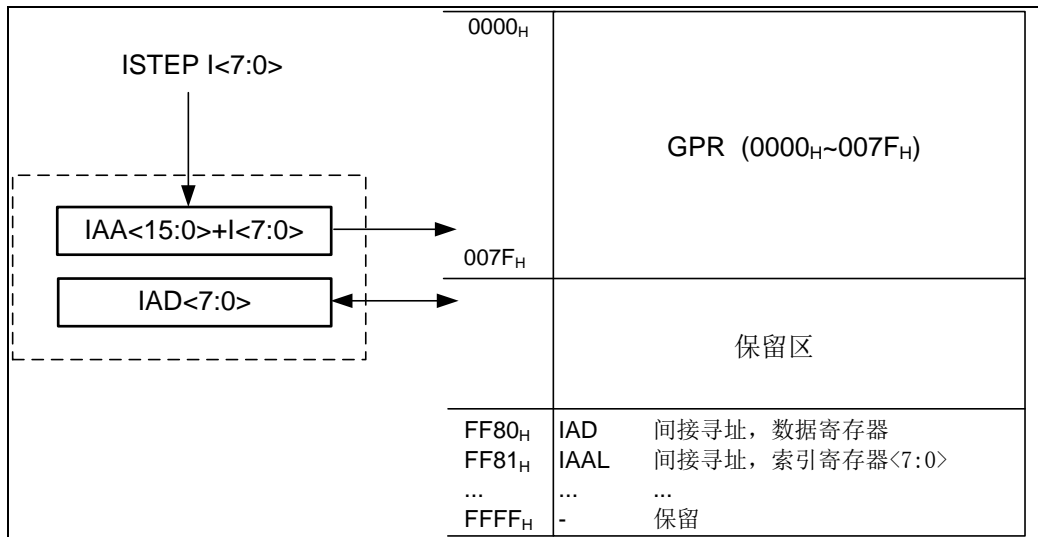 0000H
ISTEP I<7:0>
GPR (0000H~007FH)
IAA<15:0>+I<7:0>
007FH
IAD<7:0>
保留区
FF80H IAD 间接寻址，数据寄存器
FF81H IAAL 间接寻址，索引寄存器<7:0>
... ... ...
FFFFH - 保留